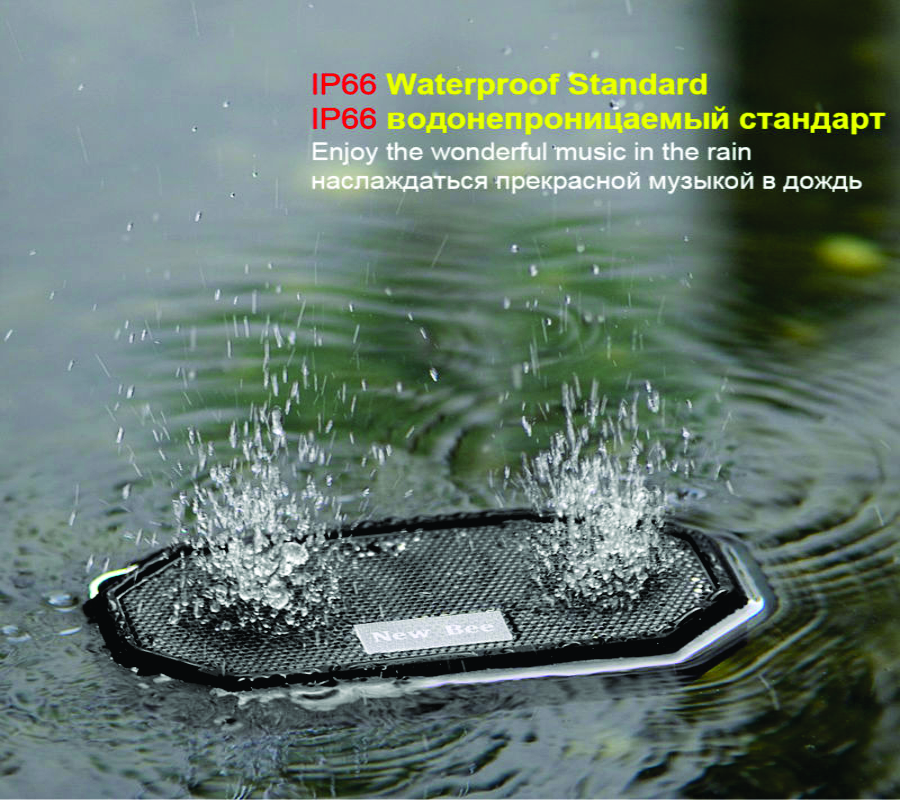 IP66 Waterproof Standard
IP66 водонепроницаемый стандарт
Enjoy the wonderful music in the rain
наслаждаться прекрасной музыкой в дождь
New Bee